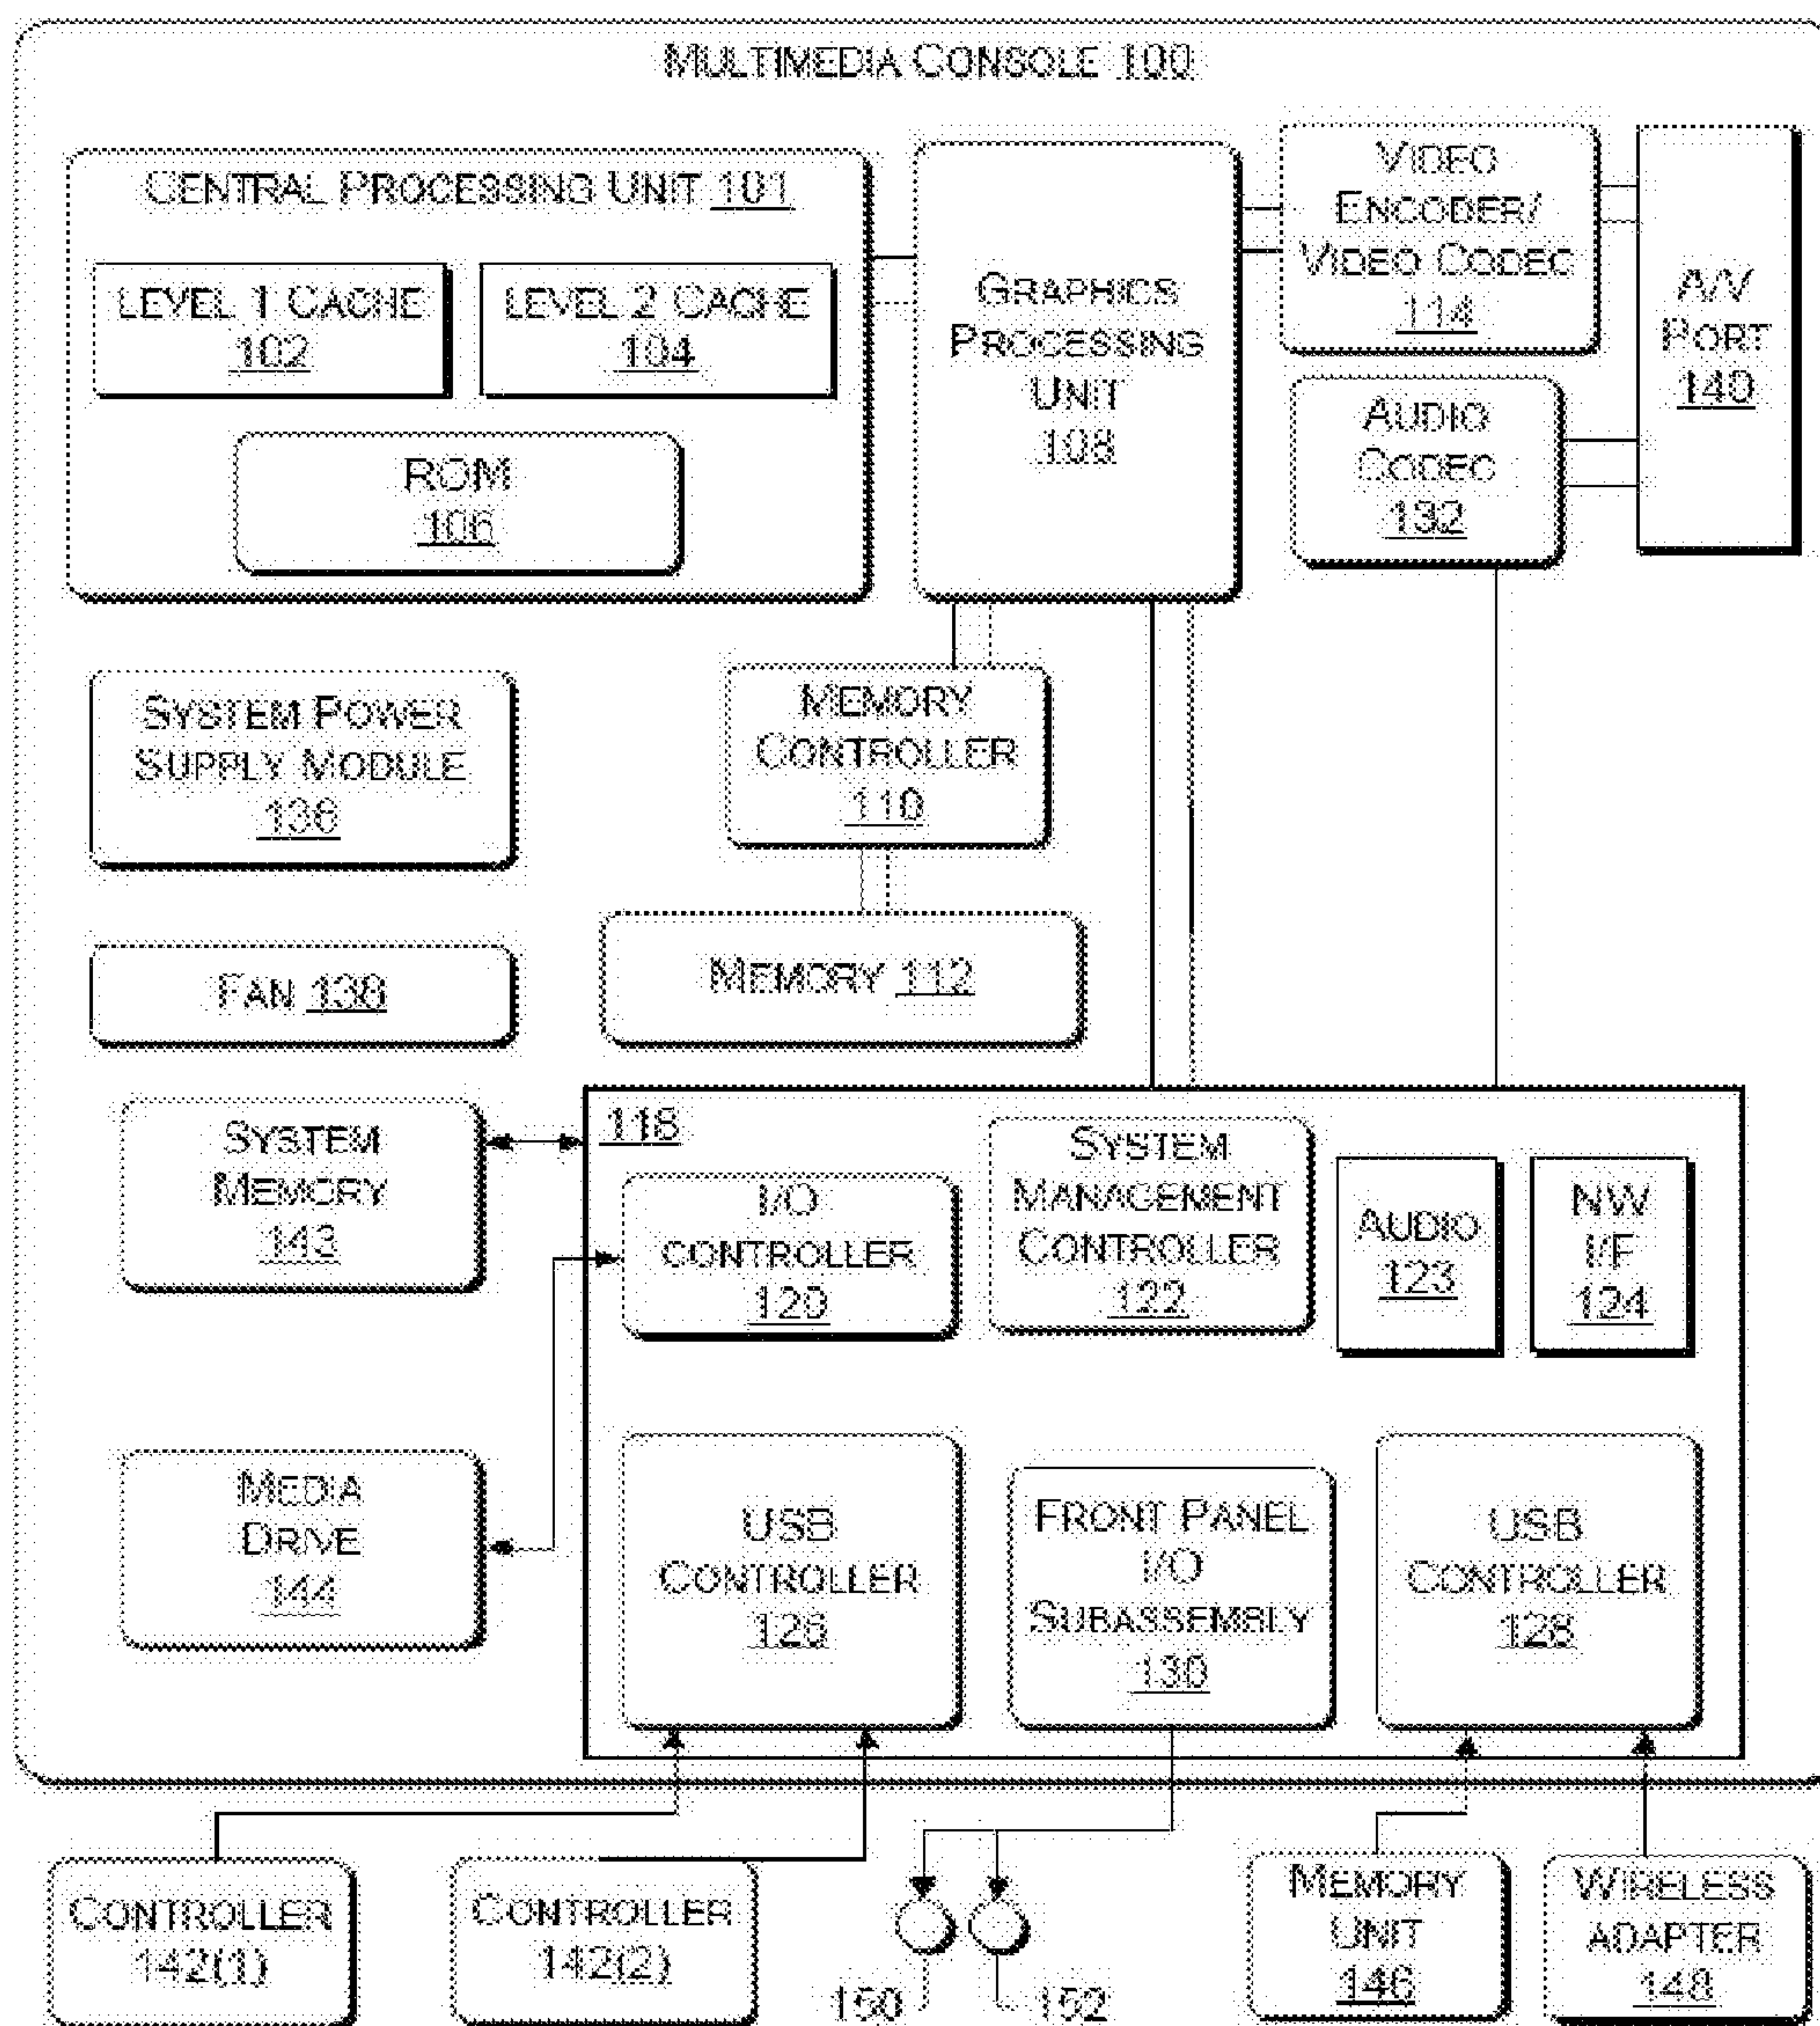 MULTIMEDIA CONSOLE 100
CENTRAL PROCESSING UNIT 101
LEVEL 1 CACHE
102
LEVEL 2 CACHE
104
ROM
106
GRAPHICS
PROCESSING
UNIT
108
VIDEO
ENCODER/
VIDEO CODEC
114
A/V
PORT
140
AUDIO
CODEC
132
SYSTEM POWER
SUPPLY MODULE
136
MEMORY
CONTROLLER
110
FAN 138
MEMORY 112
SYSTEM
MEMORY
143
118
I/O
CONTROLLER
120
SYSTEM
MANAGEMENT
CONTROLLER
122
AUDIO
123
NW
I/F
124
MEDIA
DRIVE
144
USB
CONTROLLER
126
FRONT PANEL
I/O
SUBASSEMBLY
130
USB
CONTROLLER
128
CONTROLLER
142(1)
CONTROLLER
142(2)
150
152
MEMORY
UNIT
146
WIRELESS
ADAPTER
148